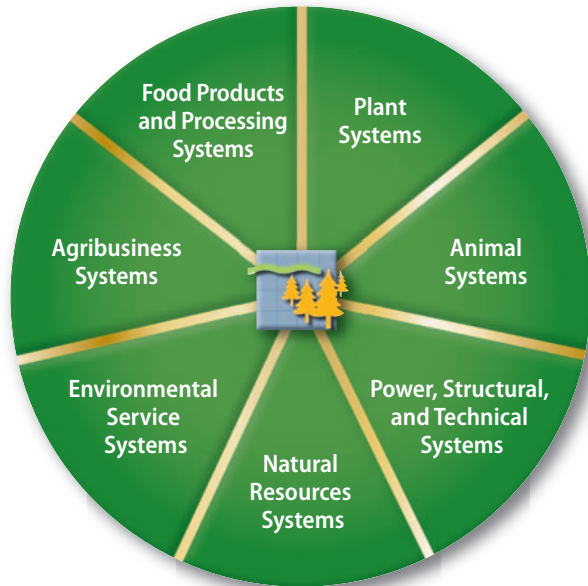 Food Products
and Processing
Systems
Plant
Systems
Animal
Systems
Power, Structural,
and Technical
Systems
Natural
Resources
Systems
Environmental
Service
Systems
Agribusiness
Systems